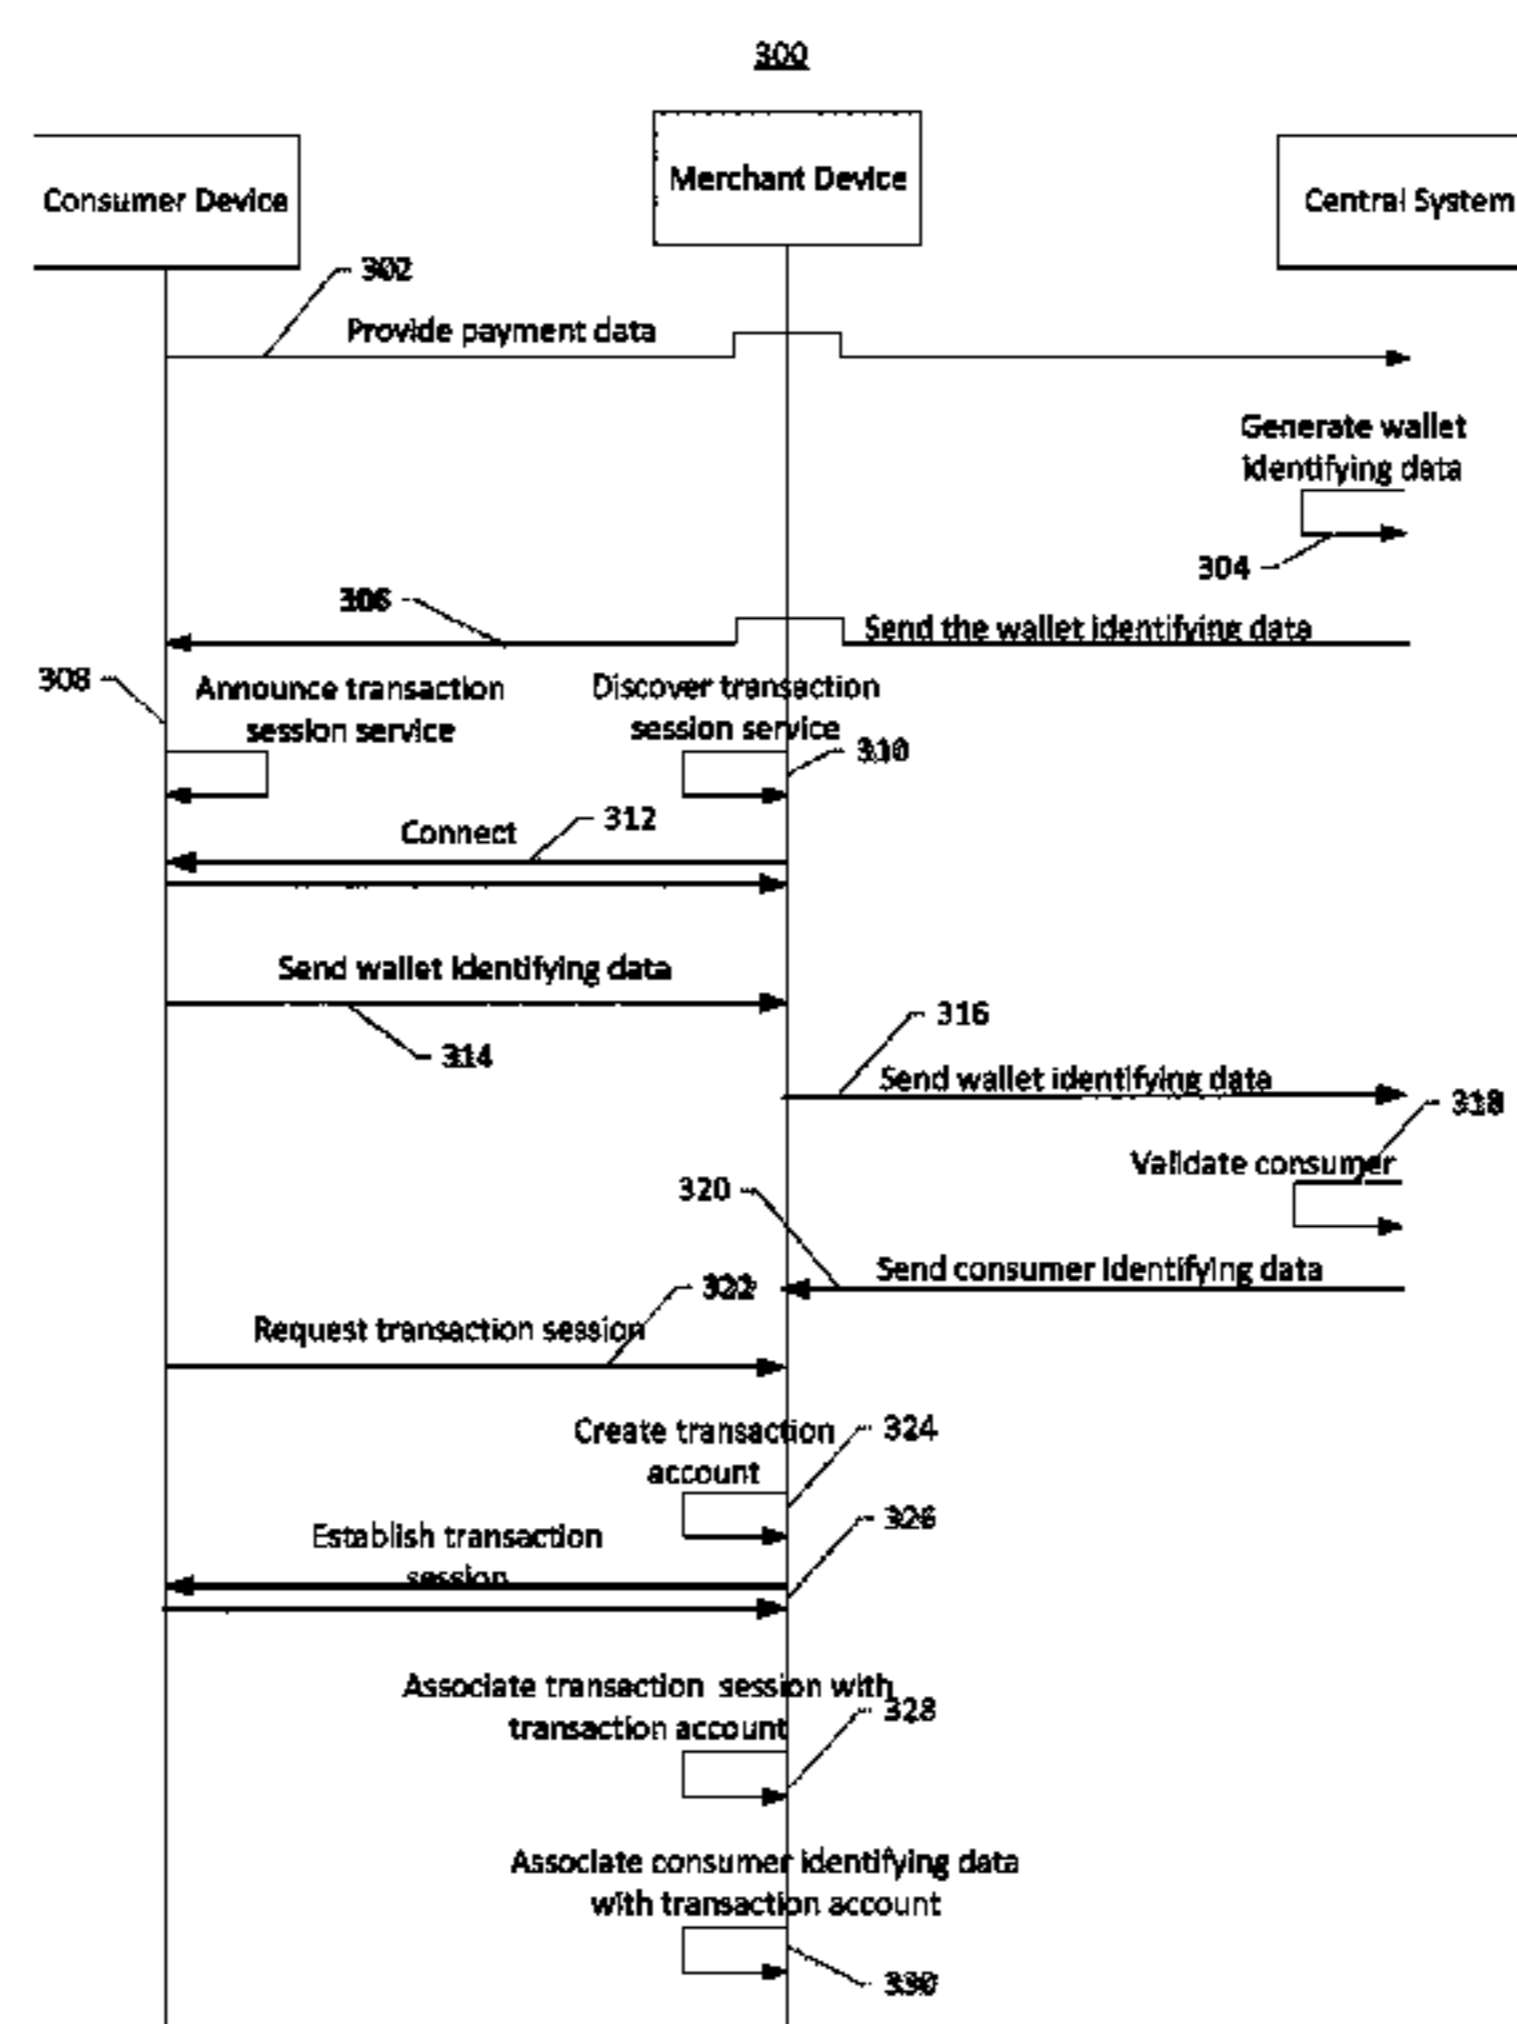 300
Consumer Device
Merchant Device
Central System
302
Provide payment data
Generate wallet
identifying data
304
306
Send the wallet identifying data
308
Announce transaction
session service
Discover transaction
session service
310
Connect
312
Send wallet identifying data
314
316
Send wallet identifying data
318
Validate consumer
320
Send consumer identifying data
322
Request transaction session
Create transaction
account
324
Establish transaction
session
326
Associate transaction session with
transaction account
328
Associate consumer identifying data
with transaction account
330